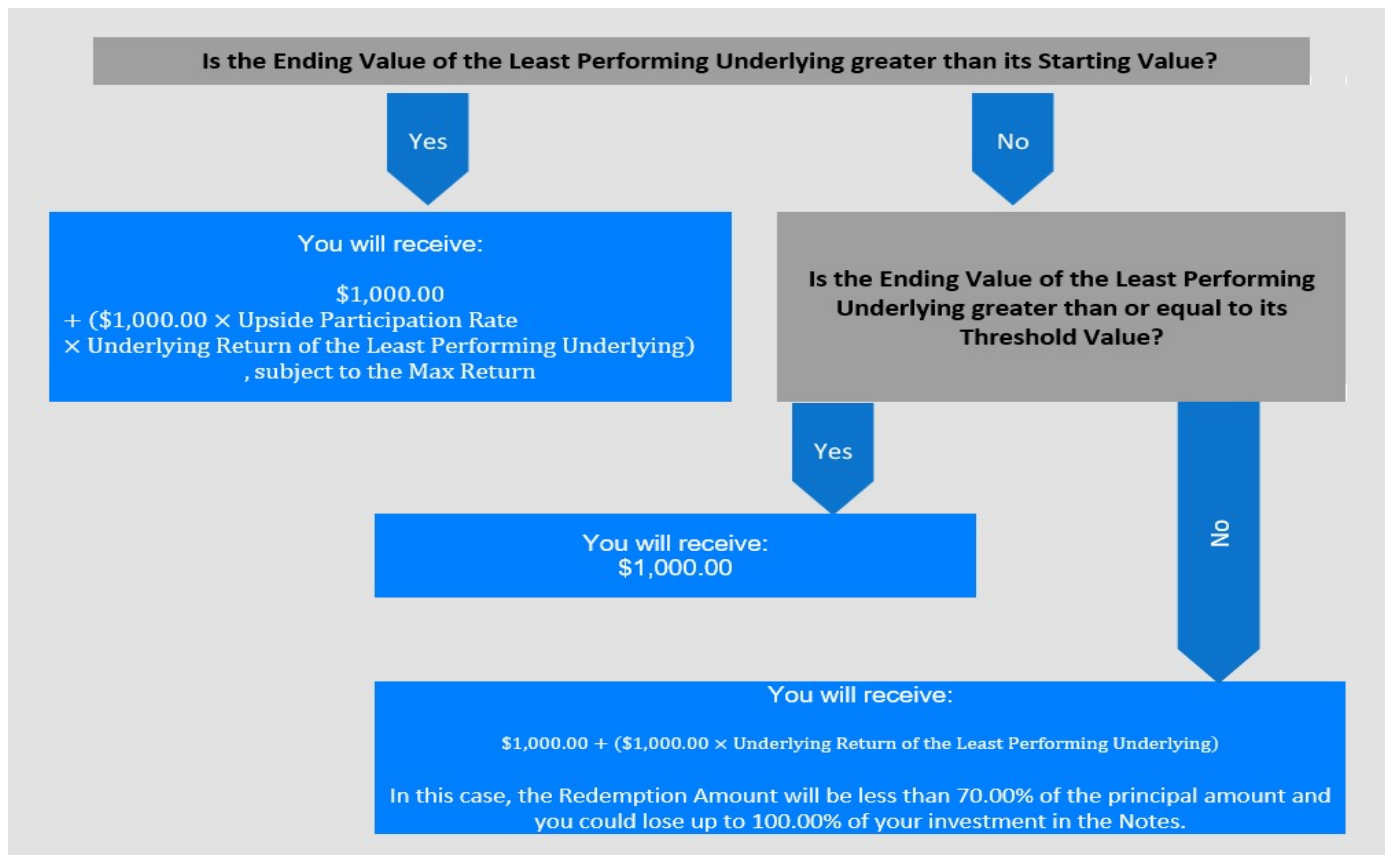 Is the Ending Value of the Least Performing Underlying greater than its Starting Value?
Yes
No
You will receive:
$1,000.00
+ ($1,000.00 × Upside Participation Rate
× Underlying Return of the Least Performing Underlying)
, subject to the Max Return
Is the Ending Value of the Least Performing
Underlying greater than or equal to its
Threshold Value?
Yes
No
You will receive:
$1,000.00
You will receive:
$1,000.00 + ($1,000.00 × Underlying Return of the Least Performing Underlying)
In this case, the Redemption Amount will be less than 70.00% of the principal amount and
you could lose up to 100.00% of your investment in the Notes.